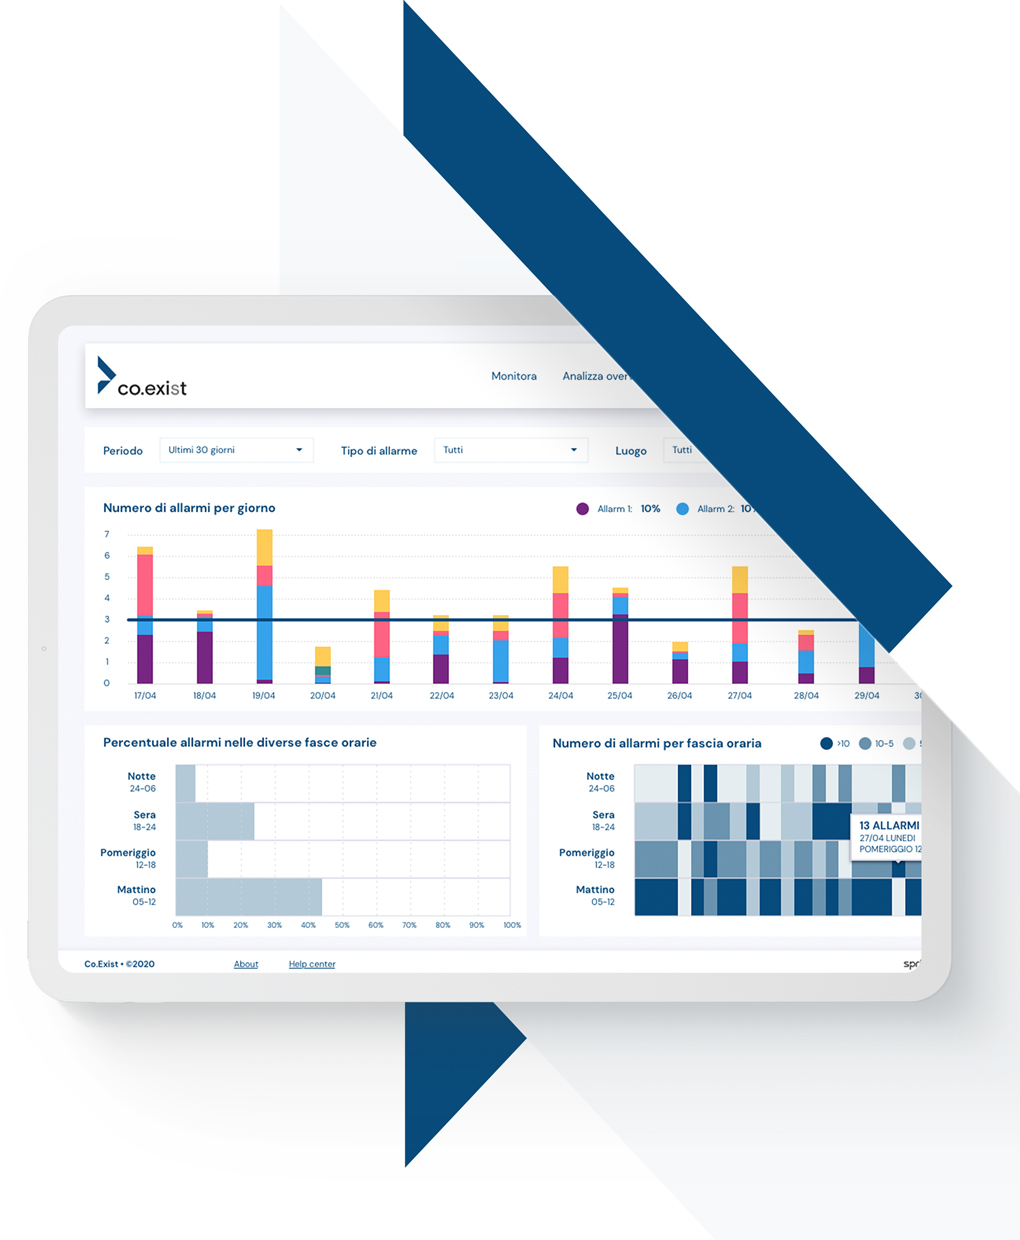 co.exist
Monitora Analizza
Periodo Ultimi 30 giorni Tipo di allarme Tutti Luogo Tutti
Numero di allarmi per giorno
Allarm 1: 10% Allarm 2:
7
6
5
4
3
2
1
0
17/04 18/04 19/04 20/04 21/04 22/04 23/04 24/04 25/04 26/04 27/04 28/04 29/04
Percentuale allarmi nelle diverse fasce orarie
Notte
24-06
Sera
18-24
Pomeriggio
12-18
Mattino
05-12
0% 10% 20% 30% 40% 50% 60% 70% 80% 90% 100%
Numero di allarmi per fascia oraria
>10 10-5
Notte
24-06
Sera
18-24
Pomeriggio
12-18
Mattino
05-12
13 ALLARMI
27/04 LUNEDI
POMERIGGIO 12
Co.Exist • ©2020 About Help center